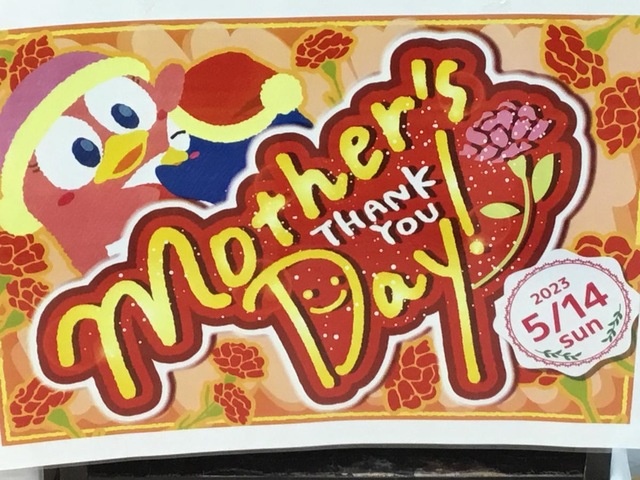 Mother's
THANK
YOU
Day!
2023
5/14
sun